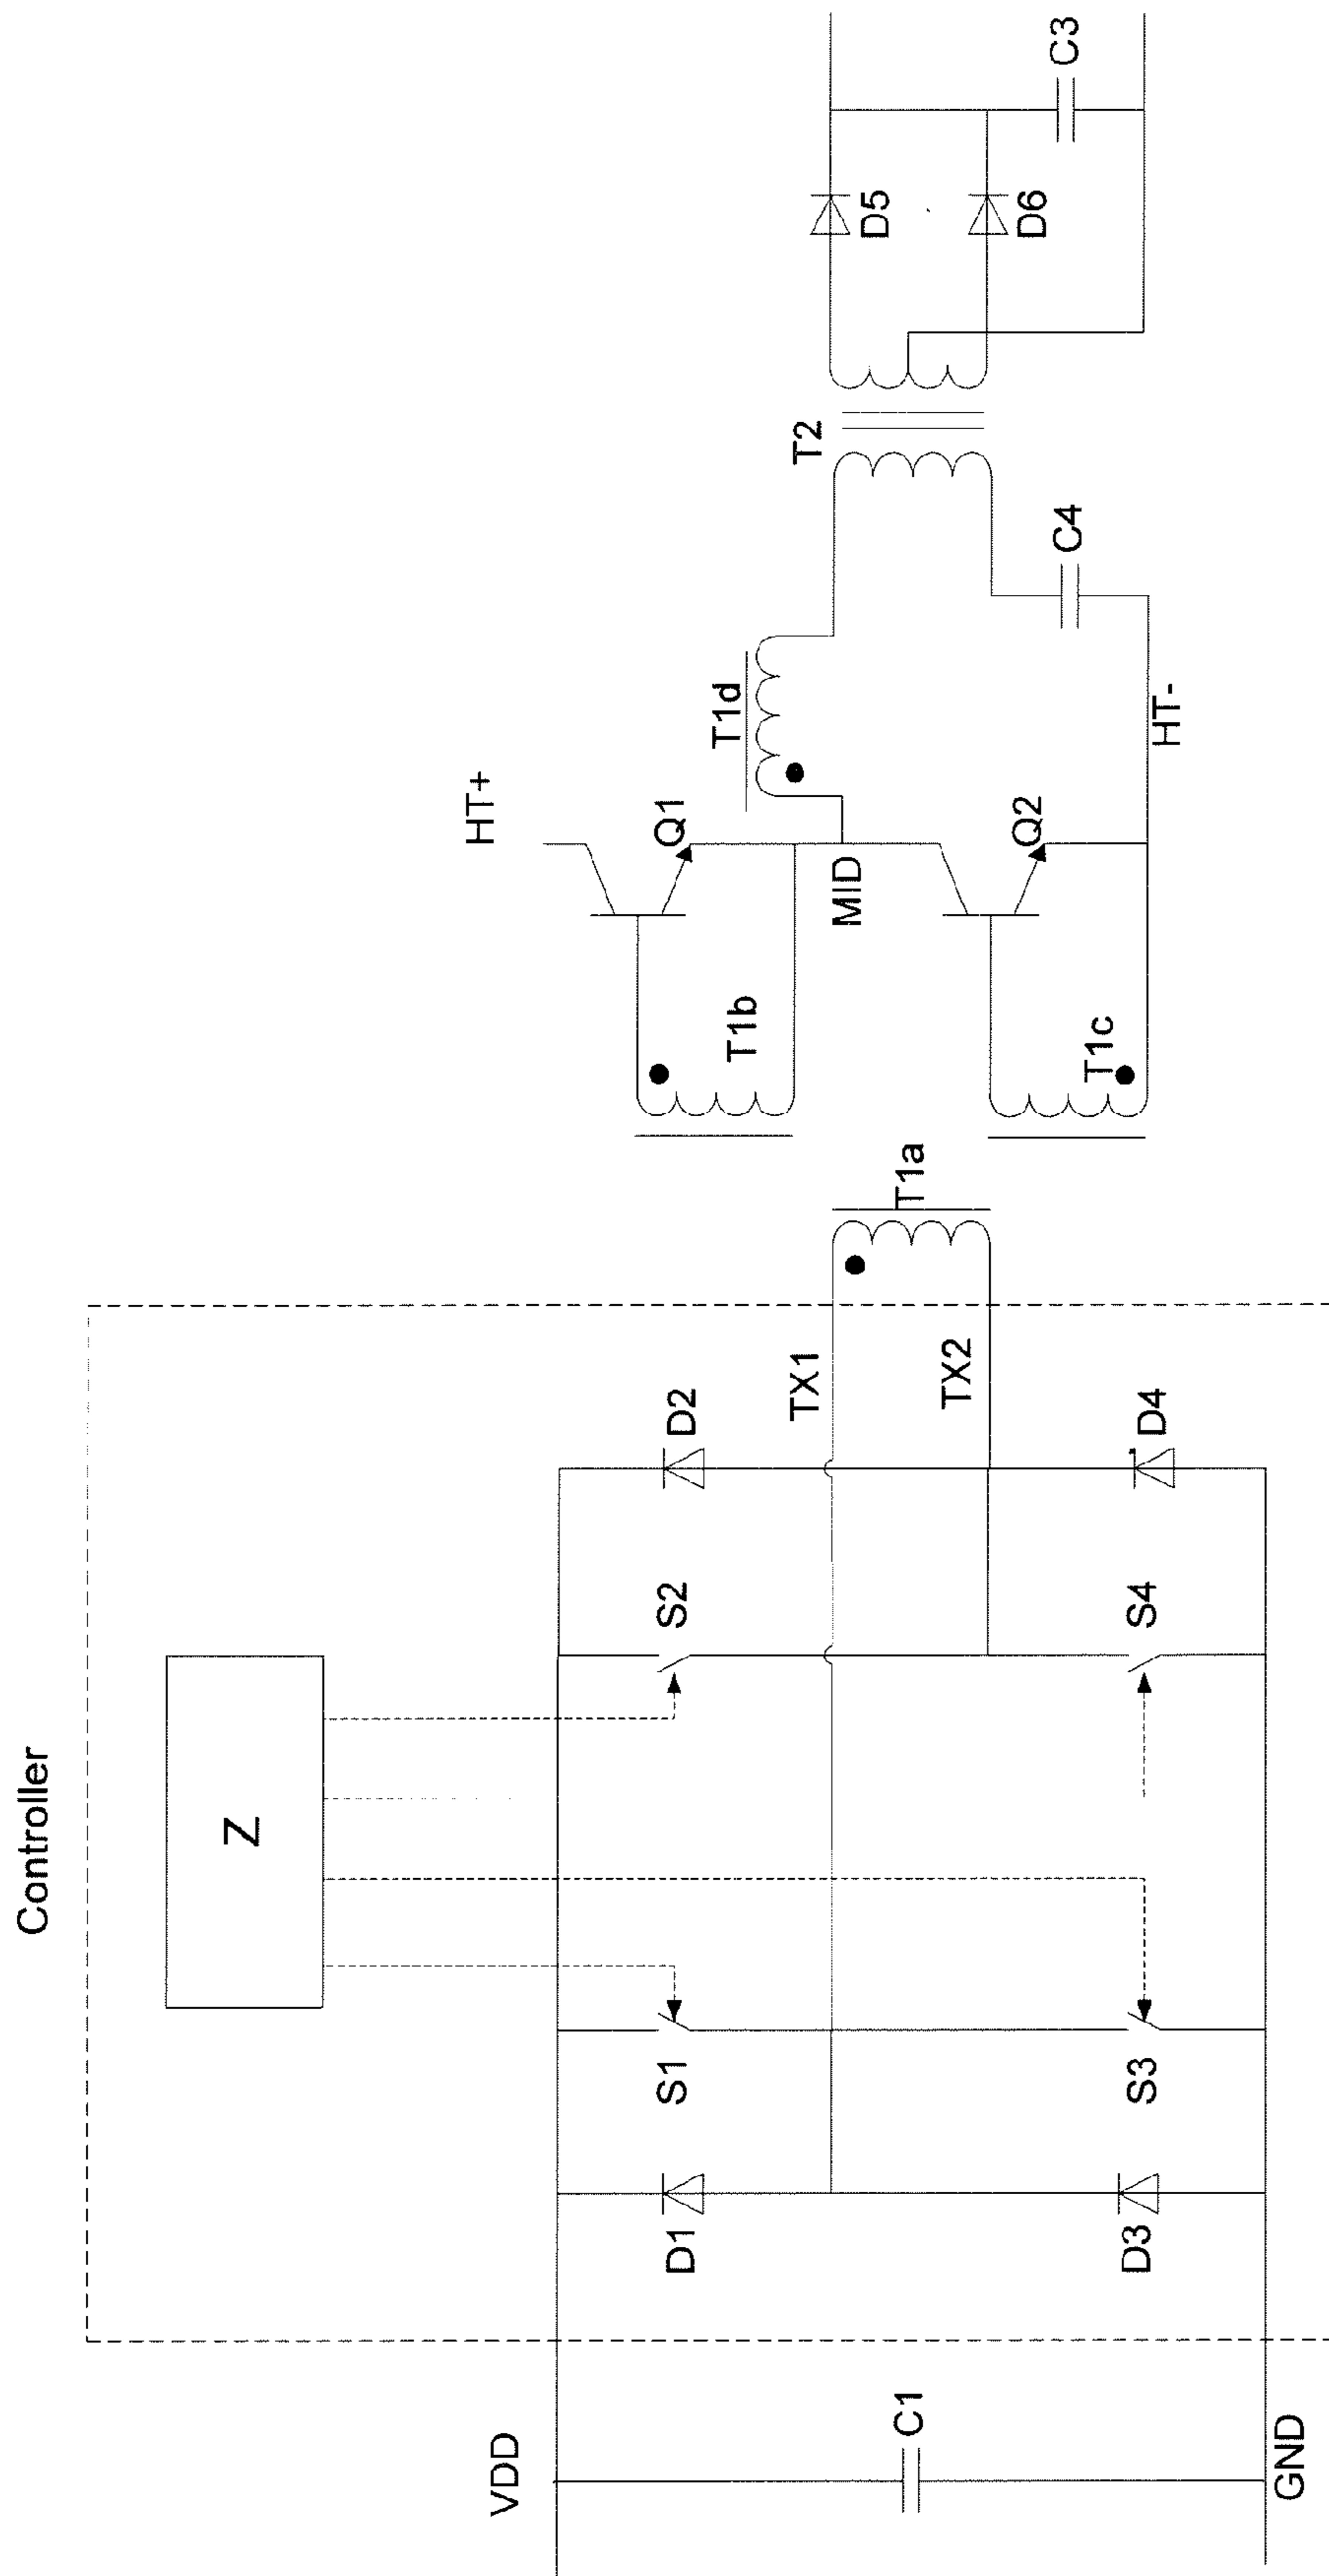 Controller
Z
VDD
GND
C1
D1
D3
S1
S3
S2
S4
D2
D4
TX1
TX2
T1a
T1b
T1c
HT+
Q1
MID
Q2
T1d
HT-
C4
T2
D5
D6
C3